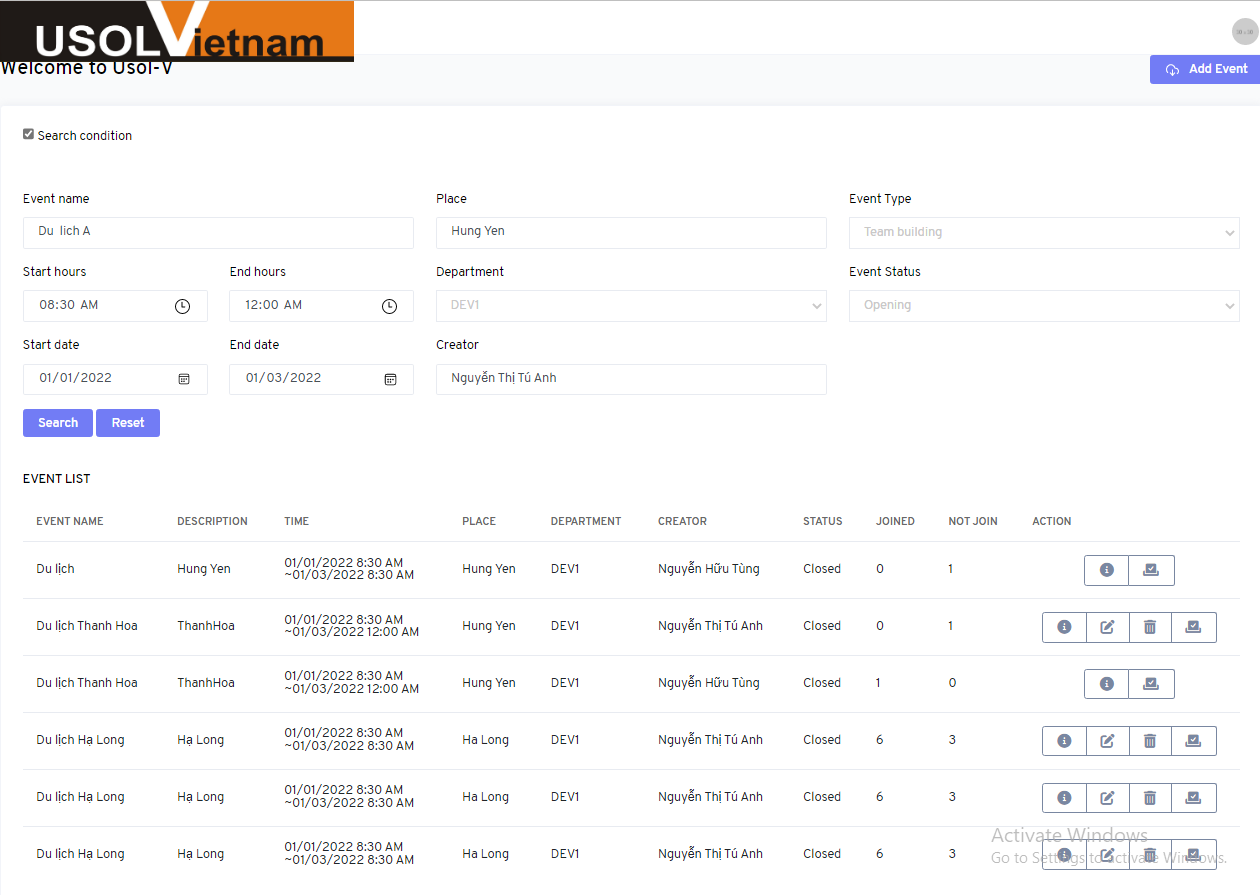 USOLVietnam
Welcome to Usol-V
Add Event
Search condition
Event name
Place
Event Type
Du lich A
Hung Yen
Team building
Start hours
End hours
Department
Event Status
08:30 AM
12:00 AM
DEV1
Opening
Start date
End date
Creator
01/01/2022
01/03/2022
Nguyễn Thị Tú Anh
Search
Reset
EVENT LIST
EVENT NAME DESCRIPTION TIME PLACE DEPARTMENT CREATOR STATUS JOINED NOT JOIN ACTION
Du lịch Hung Yen 01/01/2022 8:30 AM Hung Yen DEV1 Nguyễn Hữu Tùng Closed 0 1
~01/03/2022 8:30 AM
Du lịch Thanh Hoa ThanhHoa 01/01/2022 8:30 AM Hung Yen DEV1 Nguyễn Thị Tú Anh Closed 0 1
~01/03/2022 12:00 AM
Du lịch Thanh Hoa ThanhHoa 01/01/2022 8:30 AM Hung Yen DEV1 Nguyễn Hữu Tùng Closed 1 0
~01/03/2022 12:00 AM
Du lịch Hạ Long Hạ Long 01/01/2022 8:30 AM Ha Long DEV1 Nguyễn Thị Tú Anh Closed 6 3
~01/03/2022 8:30 AM
Du lịch Hạ Long Hạ Long 01/01/2022 8:30 AM Ha Long DEV1 Nguyễn Thị Tú Anh Closed 6 3
~01/03/2022 8:30 AM
Du lịch Hạ Long Hạ Long 01/01/2022 8:30 AM Ha Long DEV1 Nguyễn Thị Tú Anh Closed 6 3
~01/03/2022 8:30 AM
Activate Windows
Go to Settings to activate Windows.